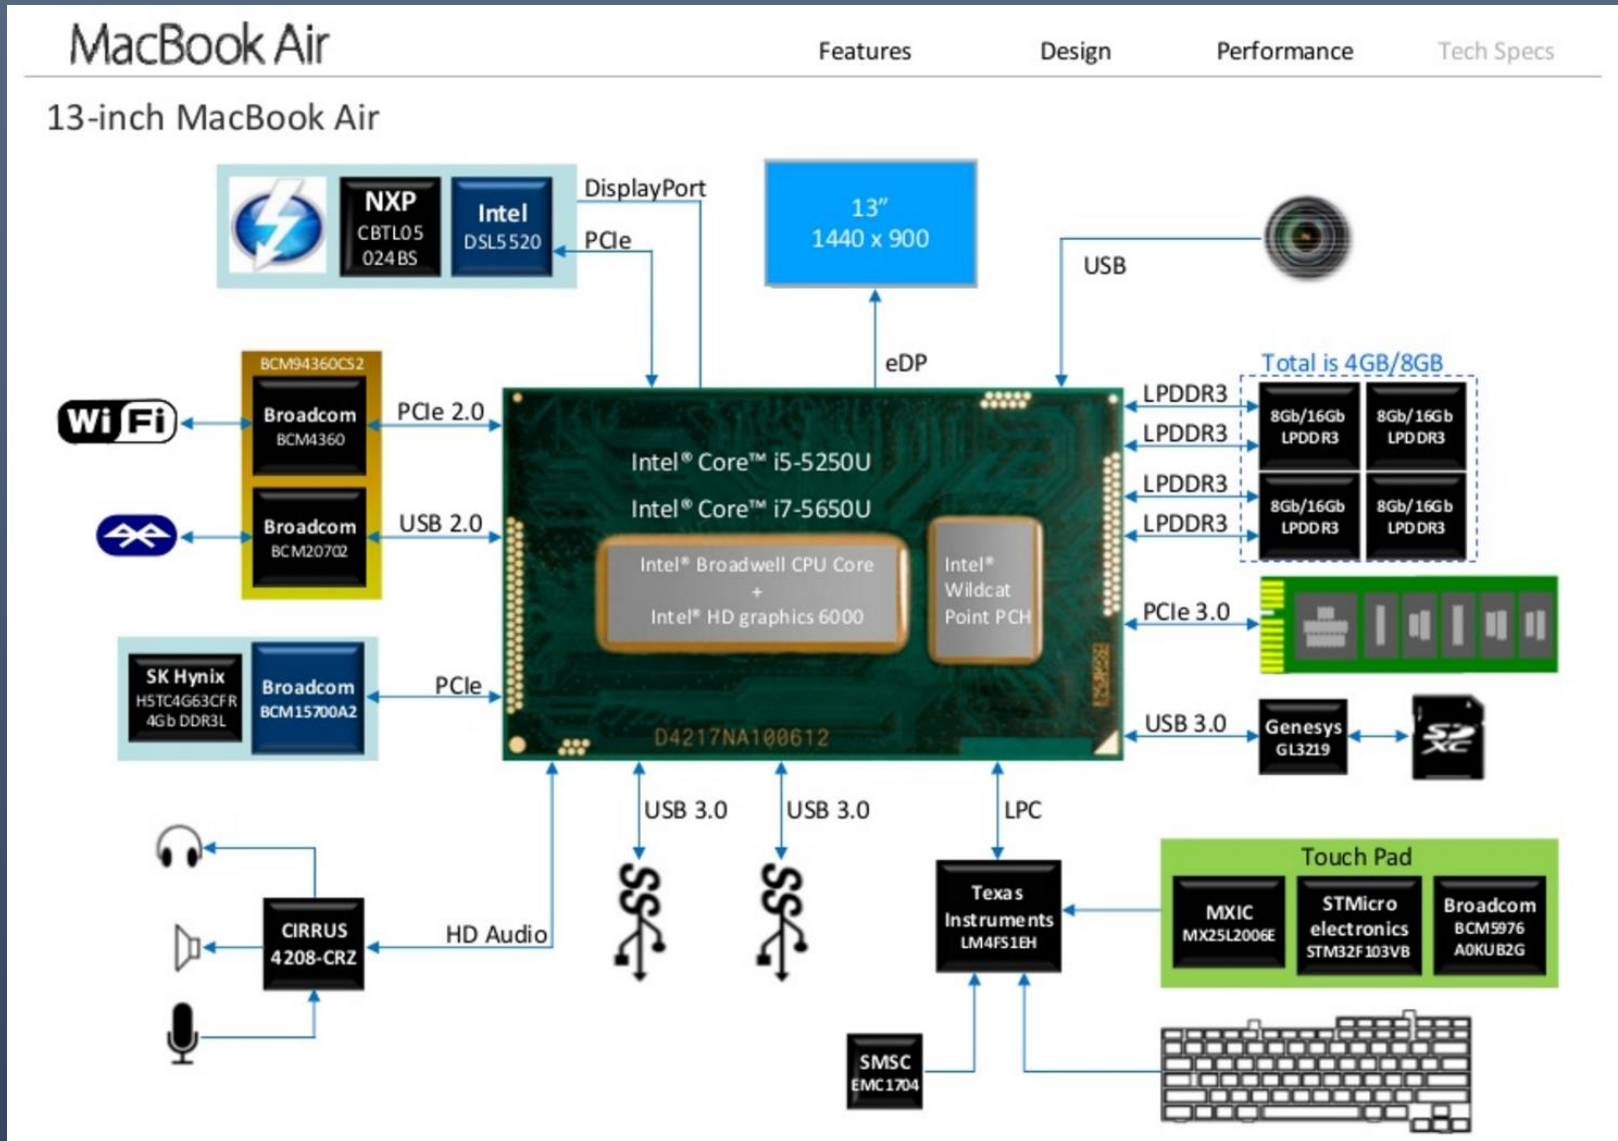 MacBook Air
Features
Design
Performance
Tech Specs
13-inch MacBook Air
NXP
CBTL05
024BS
Intel
DSL5520
DisplayPort
PCIe
13”
1440 x 900
eDP
USB
BCM94360CS2
Wi Fi
Broadcom
BCM4360
PCIe 2.0
Broadcom
BCM20702
USB 2.0
Intel® Core™ i5-5250U
Intel® Core™ i7-5650U
Intel® Broadwell CPU Core
+
Intel® HD graphics 6000
Intel®
Wildcat
Point PCH
D4217NA100612
Total is 4GB/8GB
LPDDR3
LPDDR3
LPDDR3
LPDDR3
8Gb/16Gb
LPDDR3
8Gb/16Gb
LPDDR3
8Gb/16Gb
LPDDR3
8Gb/16Gb
LPDDR3
PCIe 3.0
SK Hynix
H5TC4G63CFR
4Gb DDR3L
Broadcom
BCM15700A2
PCIe
USB 3.0
Genesys
GL3219
SD
XC
USB 3.0
USB 3.0
LPC
HD Audio
CIRRUS
4208-CRZ
SS
SS
Texas
Instruments
LM4FS1EH
Touch Pad
MXIC
MX25L2006E
STMicro
electronics
STM32F103VB
Broadcom
BCM5976
A0KUB2G
SMSC
EMC1704